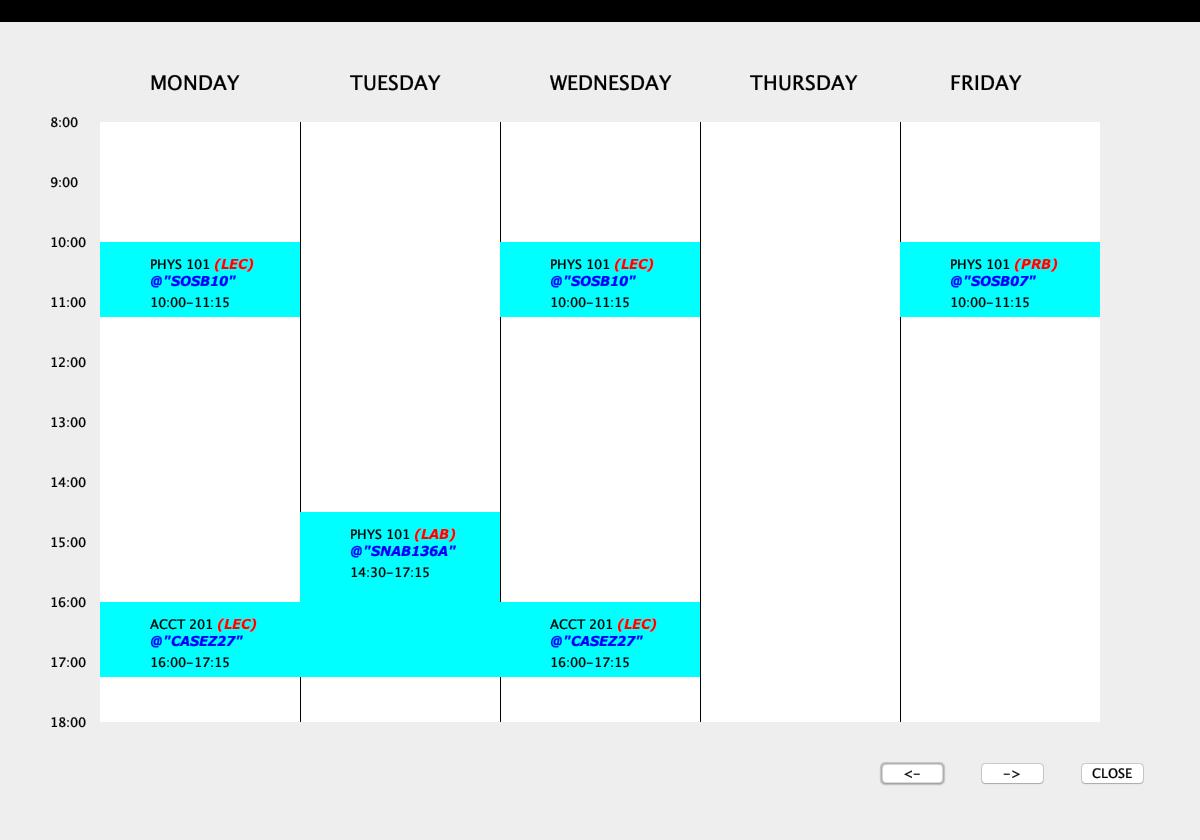 MONDAY TUESDAY WEDNESDAY THURSDAY FRIDAY
8:00
9:00
10:00
PHYS 101 (LEC) PHYS 101 (LEC) PHYS 101 (PRB)
@"SOSB10" @"SOSB10" @"SOSB07"
11:00 10:00-11:15 10:00-11:15 10:00-11:15
12:00
13:00
14:00
PHYS 101 (LAB)
15:00 @"SNAB136A"
14:30-17:15
16:00
ACCT 201 (LEC) ACCT 201 (LEC)
@"CASEZ27" @"CASEZ27"
17:00 16:00-17:15 16:00-17:15
18:00
<- -> CLOSE